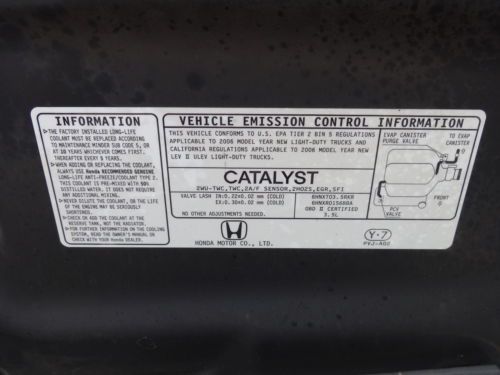 INFORMATION
▷THE FACTORY INSTALLED LONG-LIFE
COOLANT MUST BE REPLACED ACCORDING
TO MAINTENANCE MINDER SUB CODE 5, OR
AT 10 YEARS WHICHEVER COMES FIRST.
THEREAFTER EVERY 5 YEARS.
▷WHEN ADDING OR REPLACING THE COOLANT,
ALWAYS USE Honda RECOMMENDED GENUINE
LONG-LIFE ANTI-FREEZE/COOLANT TYPE 2.
THIS COOLANT IS PRE-MIXED WITH 50%
DISTILLED WATER. IT DOES NOT NEED ANY
ADDITIONAL MIXING.
▷NEVER DILUTE THE COOLANT, OR THE LIFE
OF ENGINE COMPONENTS MAY BE SERIOUSLY
SHORTENED.
▷CHECK OR ADD THE COOLANT AT THE
RESERVE TANK, NOT THE RADIATOR.
▷FOR FURTHER INFORMATION ON THE COOLING
SYSTEM, READ THE OWNER'S MANUAL OR
AN AUTHORIZED Honda DEALER.
VEHICLE EMISSION CONTROL INFORMATION
THIS VEHICLE CONFORMS TO U.S. EPA TIER 2 BIN 5 REGULATIONS
APPLICABLE TO 2006 MODEL YEAR NEW LIGHT-DUTY TRUCKS AND
CALIFORNIA REGULATIONS APPLICABLE TO 2006 MODEL YEAR NEW
LEV II ULEV LIGHT-DUTY TRUCKS.
CATALYST
2WU-TWC,TWC,2A/F SENSOR,2HO2S,EGR,SFI
VALVE LASH IN:0.22±0.02 mm (COLD)
EX:0.30±0.02 mm (COLD)
NO OTHER ADJUSTMENTS NEEDED.
6HNXT03.5RKR
6HNXR0156BBA
OBD II CERTIFIED
3.5L
HONDA MOTOR CO., LTD.
EVAP CANISTER
PURGE VALVE
TO EVAP
CANISTER
FRONT
PCV
VALVE
Y-7
PVJ-A02